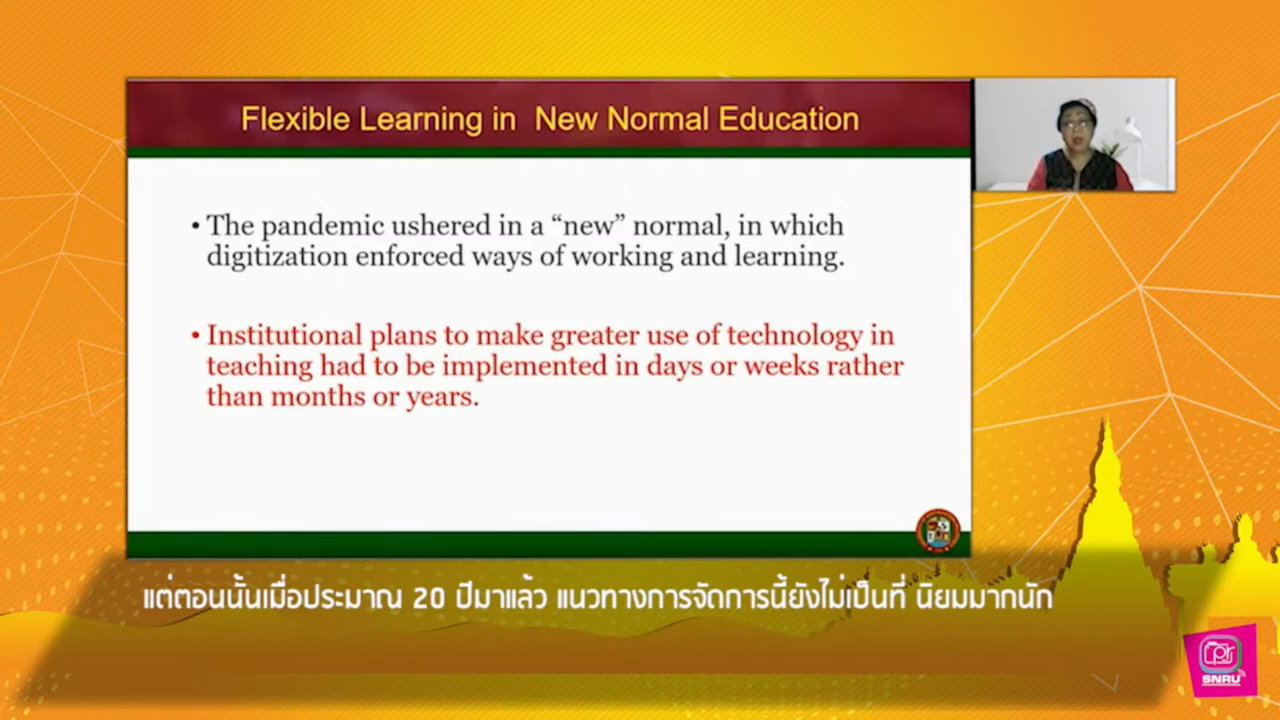 Flexible Learning in New Normal Education
• The pandemic ushered in a “new” normal, in which
digitization enforced ways of working and learning.
• Institutional plans to make greater use of technology in
teaching had to be implemented in days or weeks rather
than months or years.
แต่ตอนนั้นเมื่อประมาณ 20 ปีมาแล้ว แนวทางการจัดการนี้ยังไม่เป็นที่ นิยมมากนัก
pr
SNRU